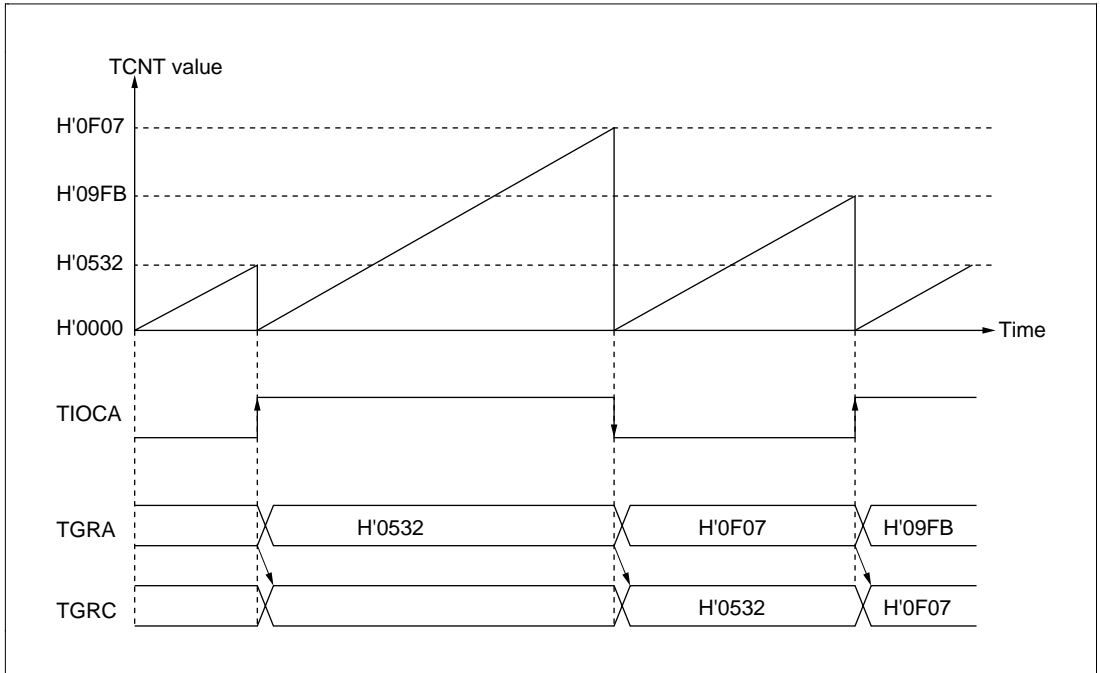 TCNT value
H'0F07
H'09FB
H'0532
H'0000
Time
TIOCA
TGRA
H'0532
H'0F07
H'09FB
TGRC
H'0532
H'0F07